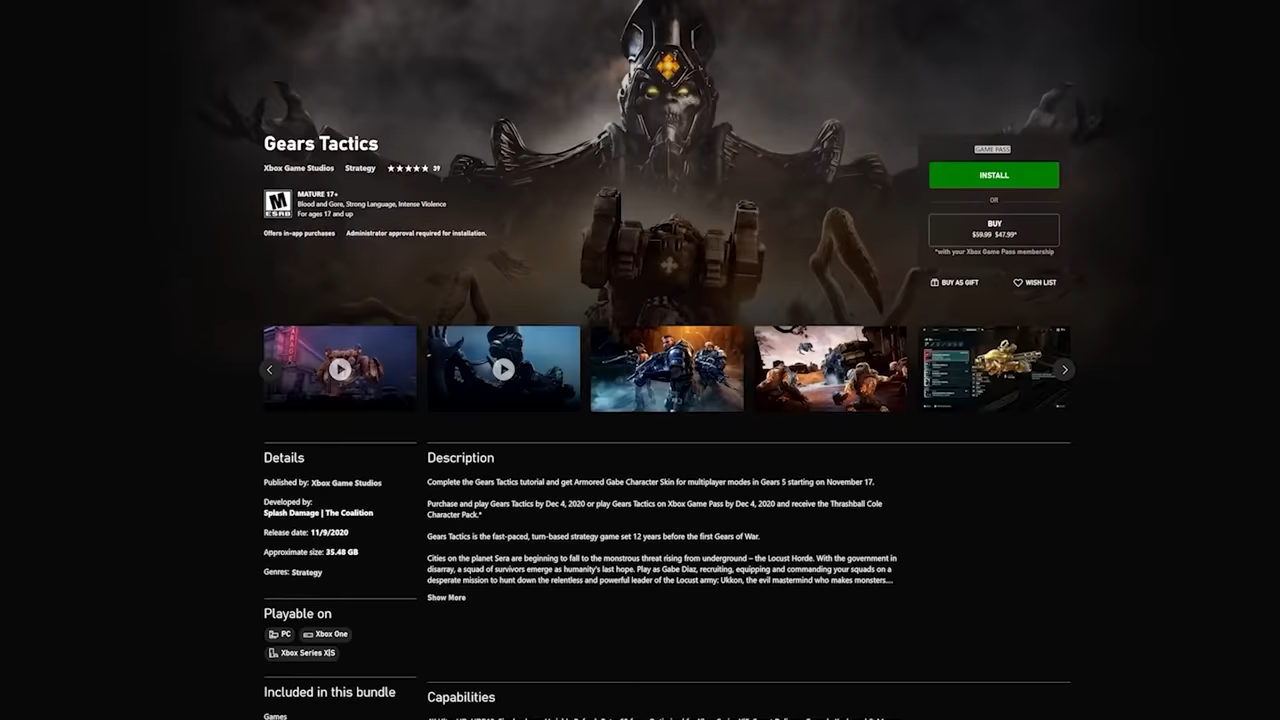 Gears Tactics
Xbox Game Studios Strategy ★★★★★ 39
M
ESRB
MATURE 17+
Blood and Gore, Strong Language, Intense Violence
For ages 17 and up
Offers in-app purchases Administrator approval required for installation.
GAME PASS
INSTALL
OR
BUY
$59.99 $47.99*
*with your Xbox Game Pass membership
BUY AS GIFT WISH LIST
Details
Published by: Xbox Game Studios
Developed by:
Splash Damage | The Coalition
Release date: 11/9/2020
Approximate size: 35.48 GB
Genres: Strategy
Playable on
PC Xbox One
Xbox Series X|S
Included in this bundle
Games
Description
Complete the Gears Tactics tutorial and get Armored Gabe Character Skin for multiplayer modes in Gears 5 starting on November 17.
Purchase and play Gears Tactics by Dec 4, 2020 or play Gears Tactics on Xbox Game Pass by Dec 4, 2020 and receive the Thrashball Cole
Character Pack.*
Gears Tactics is the fast-paced, turn-based strategy game set 12 years before the first Gears of War.
Cities on the planet Sera are beginning to fall to the monstrous threat rising from underground – the Locust Horde. With the government in
disarray, a squad of survivors emerge as humanity's last hope. Play as Gabe Diaz, recruiting, equipping and commanding your squads on a
desperate mission to hunt down the relentless and powerful leader of the Locust army: Ukkon, the evil mastermind who makes monsters....
Show More
Capabilities